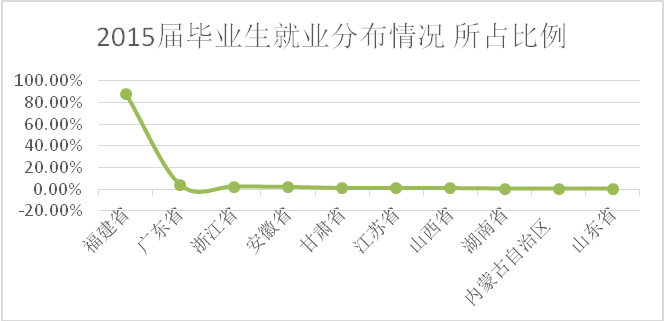 2015届毕业生就业分布情况 所占比例
100.00%
80.00%
60.00%
40.00%
20.00%
0.00%
-20.00%
福建省
广东省
浙江省
安徽省
甘肃省
江苏省
山西省
湖南省
内蒙古自治区
山东省